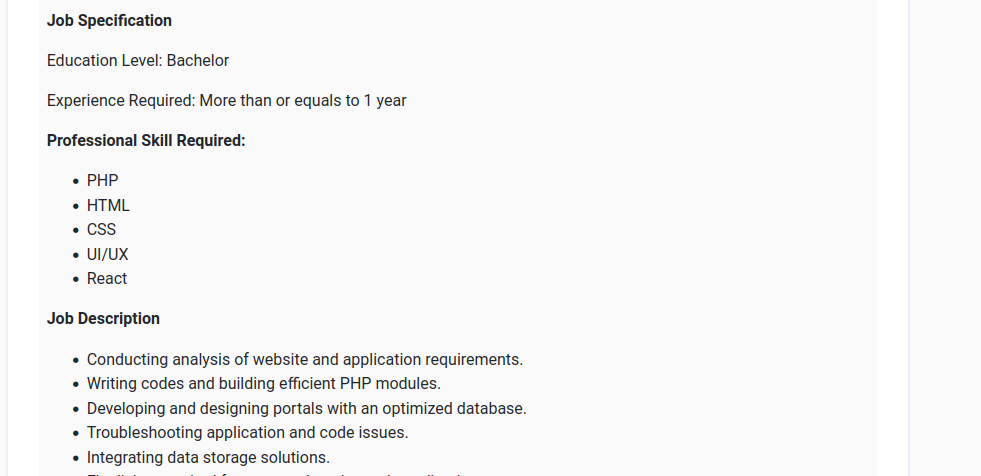 Job Specification
Education Level: Bachelor
Experience Required: More than or equals to 1 year
Professional Skill Required:
PHP
HTML
CSS
UI/UX
React
Job Description
Conducting analysis of website and application requirements.
Writing codes and building efficient PHP modules.
Developing and designing portals with an optimized database.
Troubleshooting application and code issues.
Integrating data storage solutions.